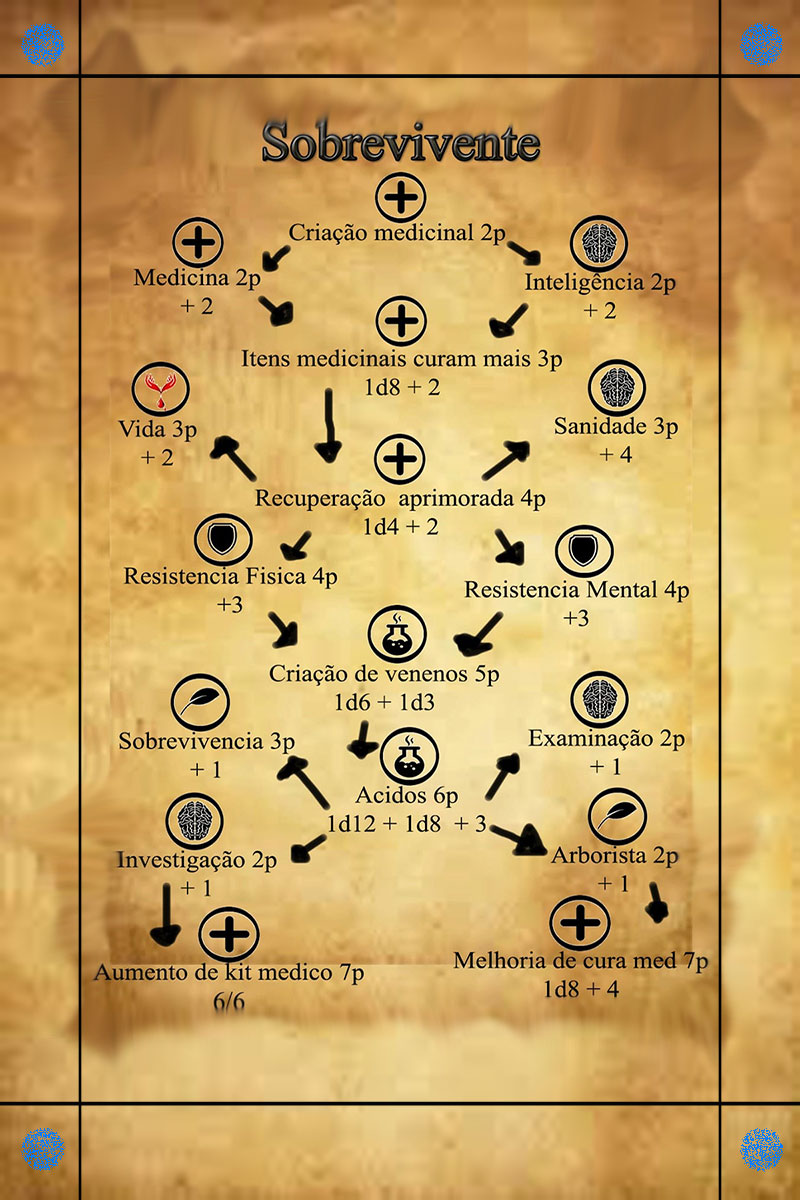 Sobrevivente
Criação medicinal 2p
Medicina 2p
+ 2
Inteligência 2p
+ 2
Itens medicinais curam mais 3p
1d8 + 2
Vida 3p
+ 2
Sanidade 3p
+ 4
Recuperação aprimorada 4p
1d4 + 2
Resistencia Fisica 4p
+3
Resistencia Mental 4p
+3
Criação de venenos 5p
1d6 + 1d3
Sobrevivencia 3p
+ 1
Examinação 2p
+ 1
Acidos 6p
1d12 + 1d8 + 3
Investigação 2p
+ 1
Arborista 2p
+ 1
Aumento de kit medico 7p
6/6
Melhoria de cura med 7p
1d8 + 4